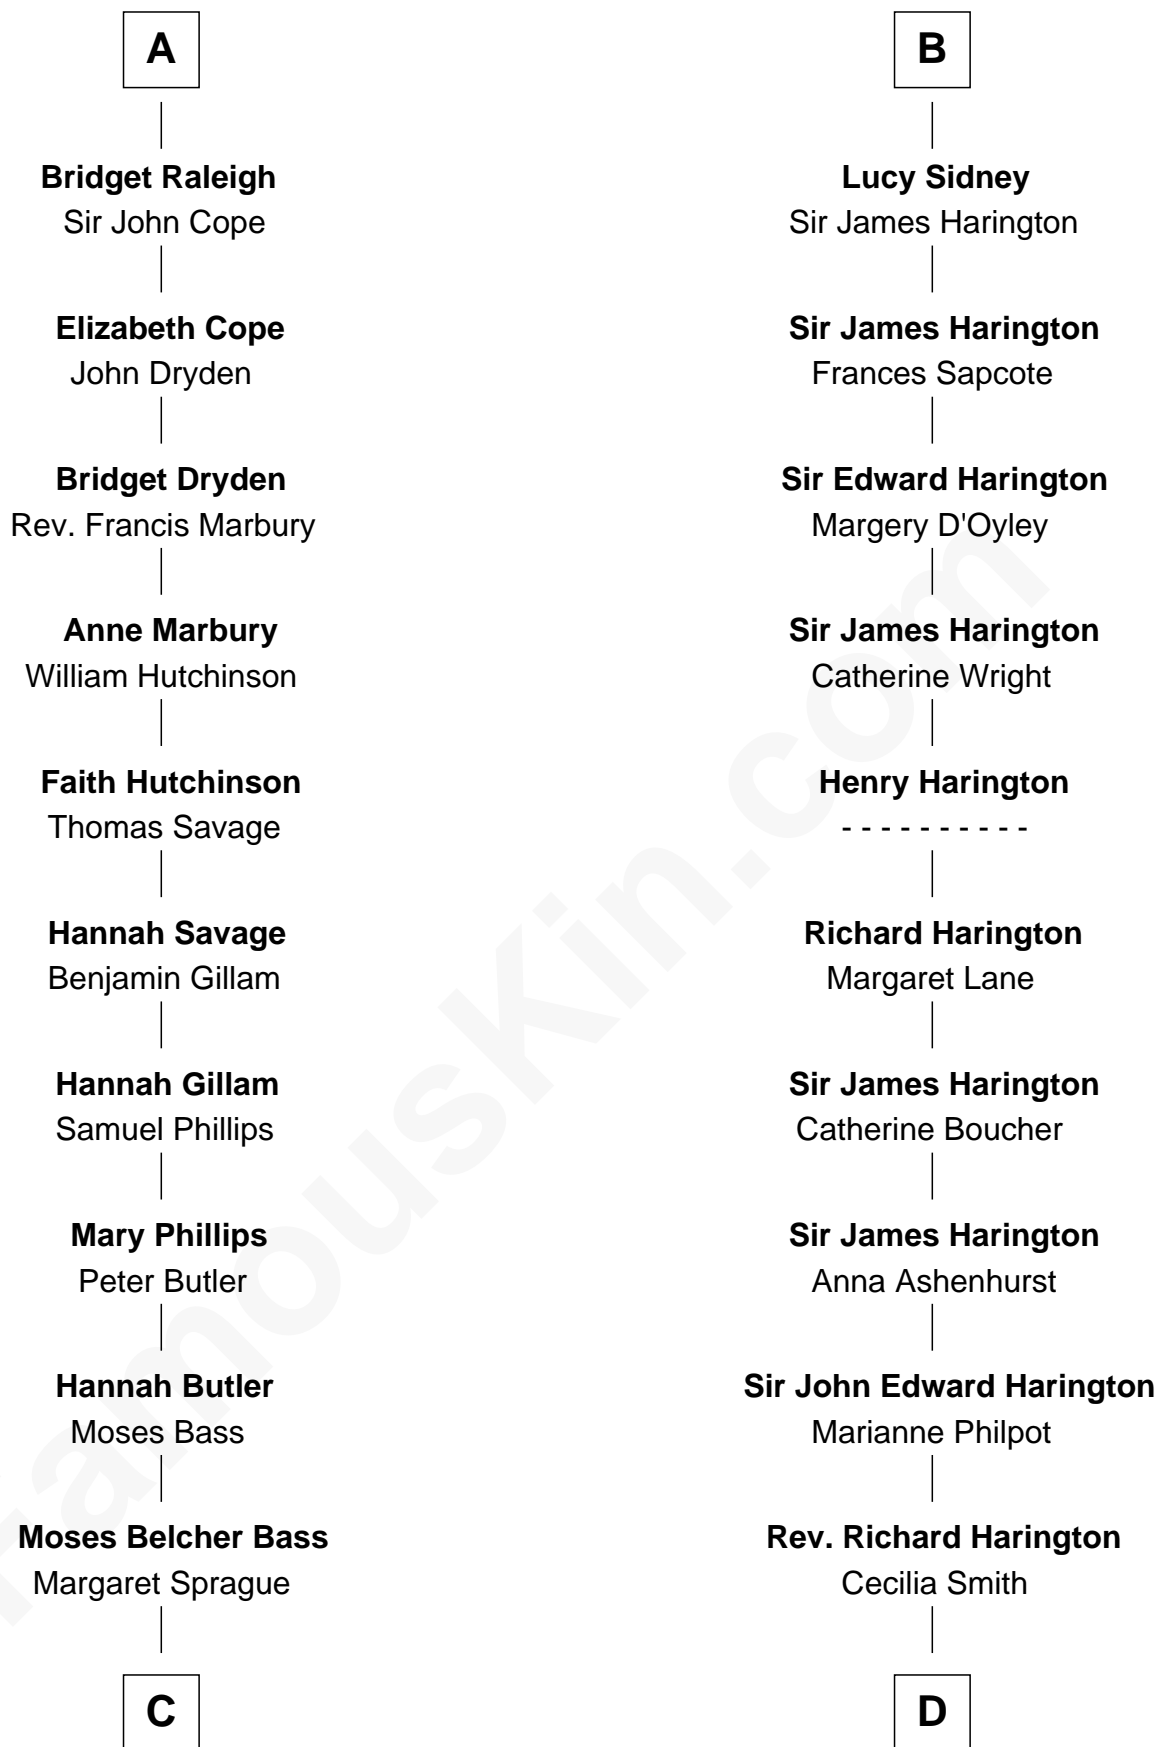 A
Bridget Raleigh
Sir John Cope
Elizabeth Cope
John Dryden
Bridget Dryden
Rev. Francis Marbury
Anne Marbury
William Hutchinson
Faith Hutchinson
Thomas Savage
Hannah Savage
Benjamin Gillam
Hannah Gillam
Samuel Phillips
Mary Phillips
Peter Butler
Hannah Butler
Moses Bass
Moses Belcher Bass
Margaret Sprague
C
B
Lucy Sidney
Sir James Harington
Sir James Harington
Frances Sapcote
Sir Edward Harington
Margery D'Oyley
Sir James Harington
Catherine Wright
Henry Harington
- - - - - - - - - -
Richard Harington
Margaret Lane
Sir James Harington
Catherine Boucher
Sir James Harington
Anna Ashenhurst
Sir John Edward Harington
Marianne Philpot
Rev. Richard Harington
Cecilia Smith
D
FamousKin.com